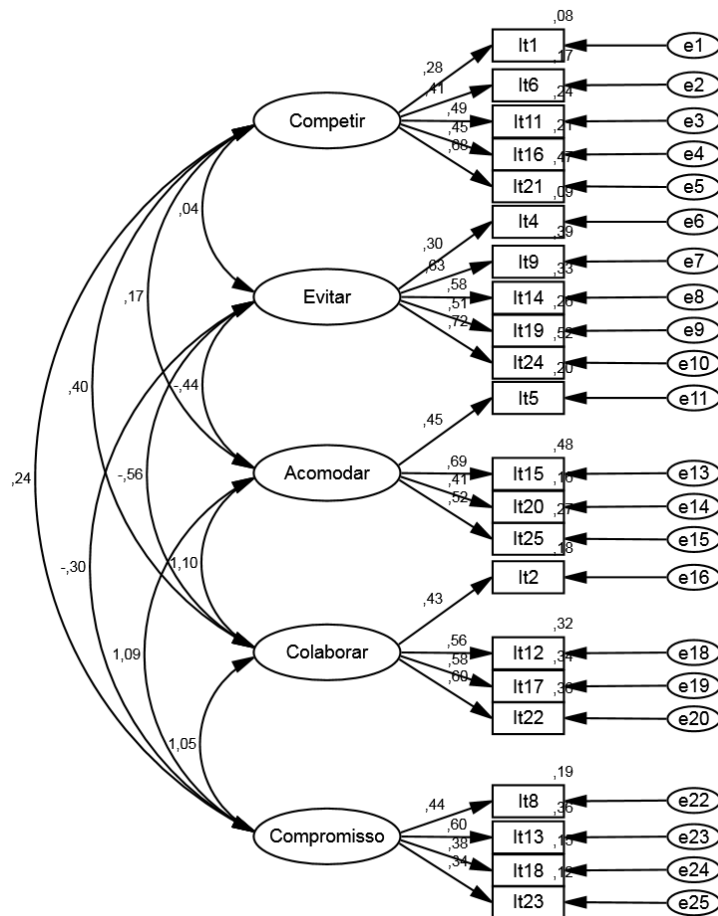 ,08
It1
e1
,28
,17
It6
e2
,41
,24
Competir
,49
It11
e3
,21
,45
It16
e4
,47
,68
It21
e5
,09
,04
It4
e6
,30
,39
It9
e7
,63
,33
Evitar
,58
It14
e8
,26
,51
It19
e9
,52
,72
It24
e10
,20
,17
-,44
It5
e11
,40
,45
,48
,24
-,56
Acomodar
,69
It15
e13
,16
,41
It20
e14
,27
,52
It25
e15
,18
-,30
1,10
It2
e16
,43
,32
1,09
Colaborar
,56
It12
e18
,34
,58
It17
e19
,36
,60
It22
e20
1,05
,19
,44
It8
e22
,36
Compromisso
,60
It13
e23
,15
,38
It18
e24
,12
,34
It23
e25